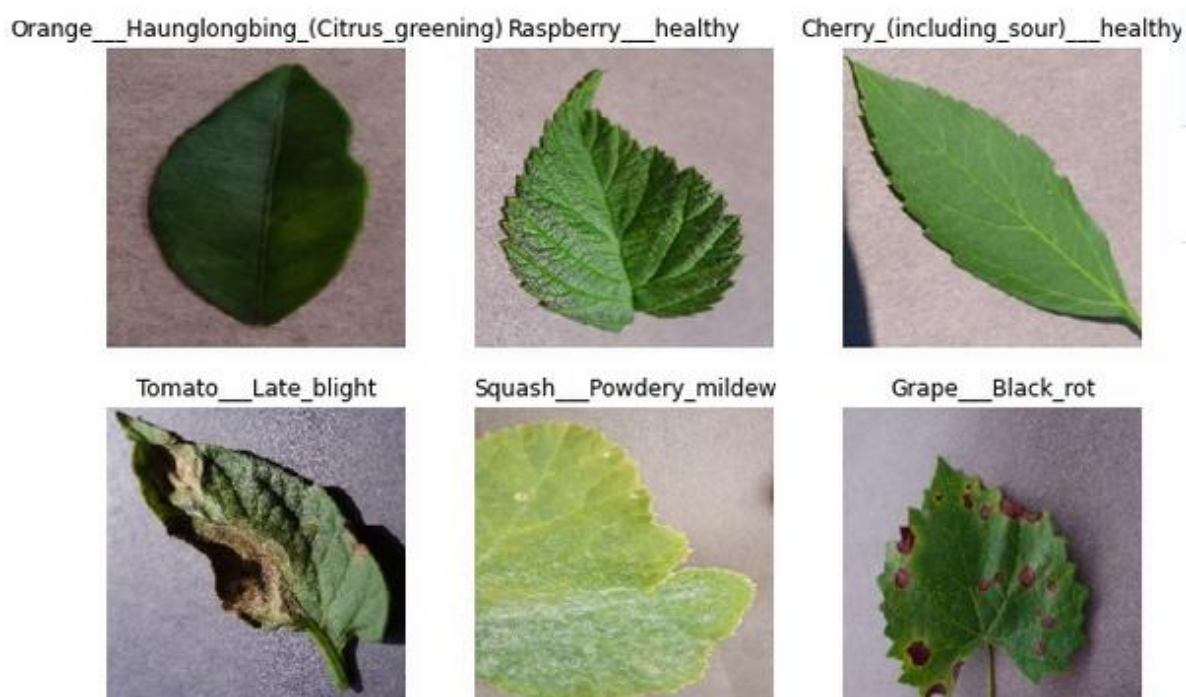 Orange___Haunglongbing_(Citrus_greening) Raspberry___healthy Cherry_(including_sour)___healthy
Tomato___Late_blight Squash___Powdery_mildew Grape___Black_rot